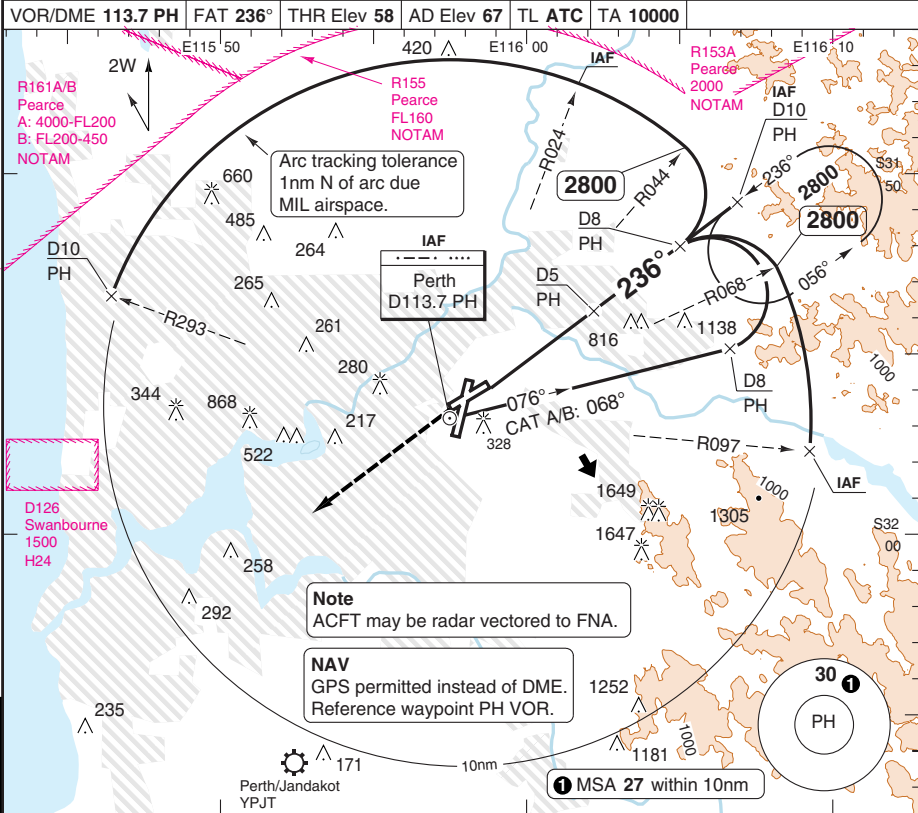 VOR/DME 113.7 PH FAT 236° THR Elev 58 AD Elev 67 TL ATC TA 10000
E115 50
420
E116 00
E116 10
2W
R161A/B
Pearce
A: 4000-FL200
B: FL200-450
NOTAM
R155
Pearce
FL160
NOTAM
IAF
R153A
Pearce
2000
NOTAM
IAF
D10
PH
Arc tracking tolerance
1nm N of arc due
MIL airspace.
R024
R044
2800
236°
2800
2800
S31
50
660
485
264
D10
PH
R293
265
261
IAF
Perth
D113.7 PH
D8
PH
D5
PH
236°
R068
056°
816
1138
280
344
868
522
217
328
076°
CAT A/B: 068°
D8
PH
1000
R097
IAF
1649
1647
1305
1000
S32
00
D126
Swanbourne
1500
H24
258
292
Note
ACFT may be radar vectored to FNA.
NAV
GPS permitted instead of DME.
Reference waypoint PH VOR.
235
1252
1181
1000
30 1
PH
171
10nm
Perth/Jandakot
YPJT
1 MSA 27 within 10nm